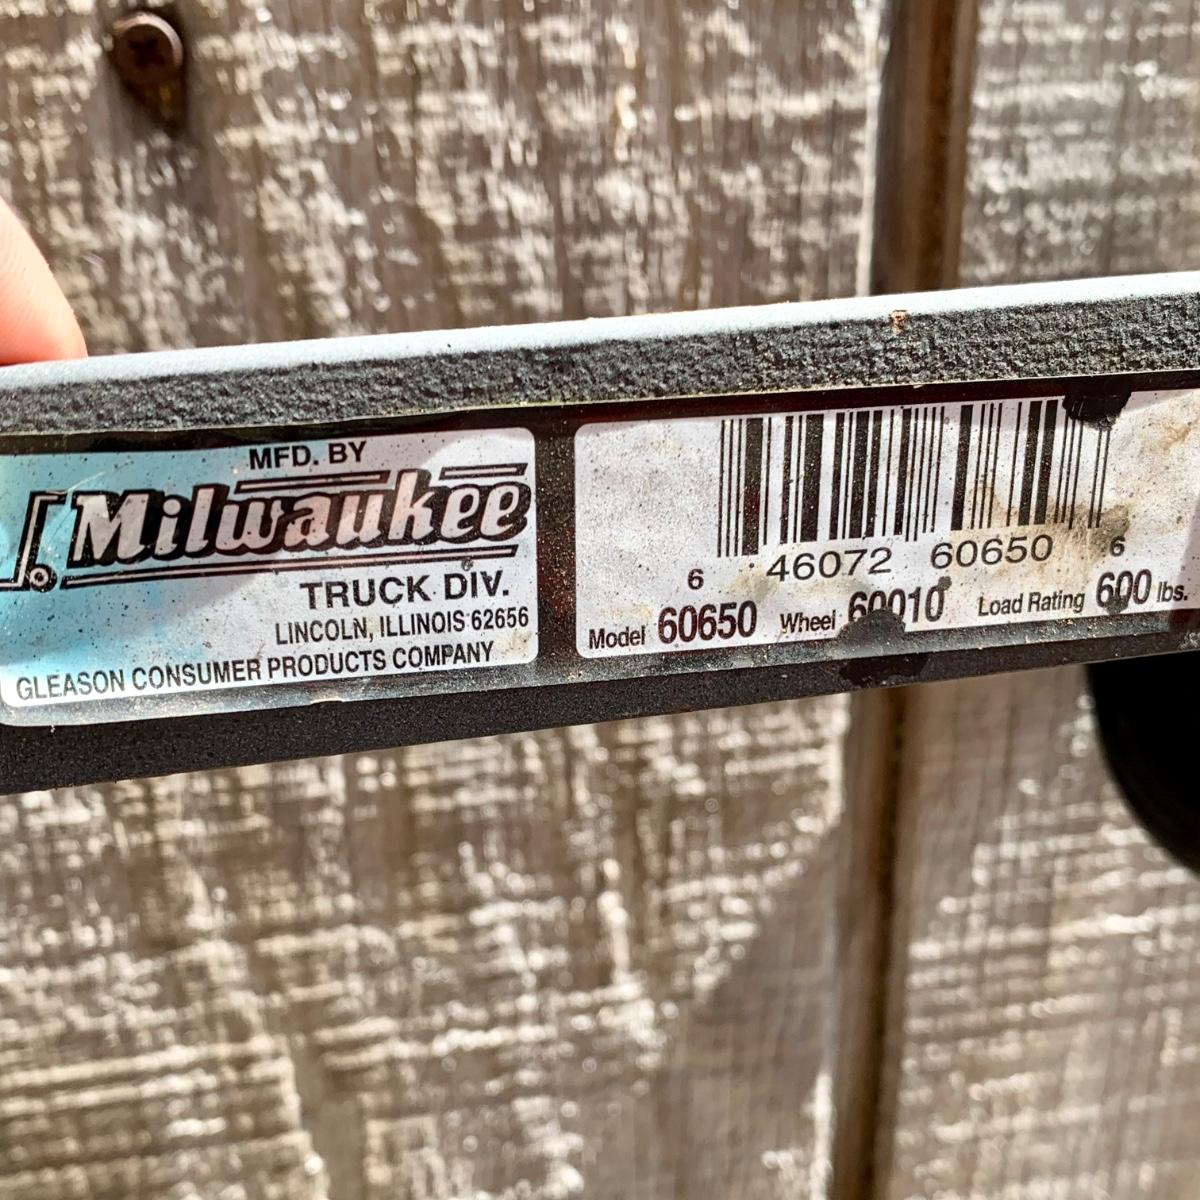 MFD. BY
Milwaukee
TRUCK DIV.
LINCOLN, ILLINOIS 62656
GLEASON CONSUMER PRODUCTS COMPANY
6 46072 60650 6
Model 60650 Wheel 60010 Load Rating 600 lbs.